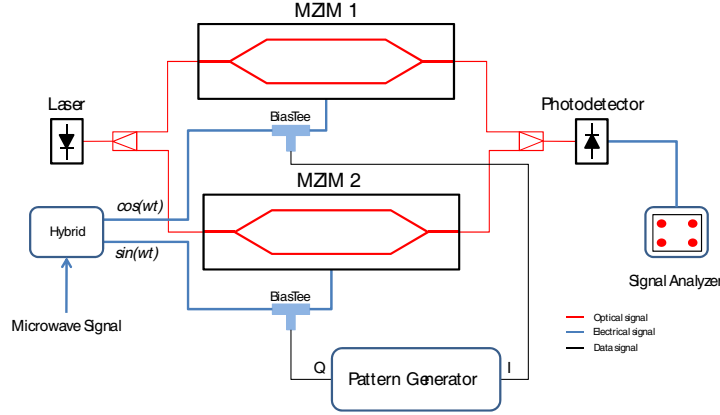 MZIM 1
Laser
BiasTee
Photodetector
MZIM 2
cos(wt)
Hybrid
sin(wt)
BiasTee
Signal Analyzer
Microwave Signal
Optical signal
Electrical signal
Data signal
Q
Pattern Generator
I